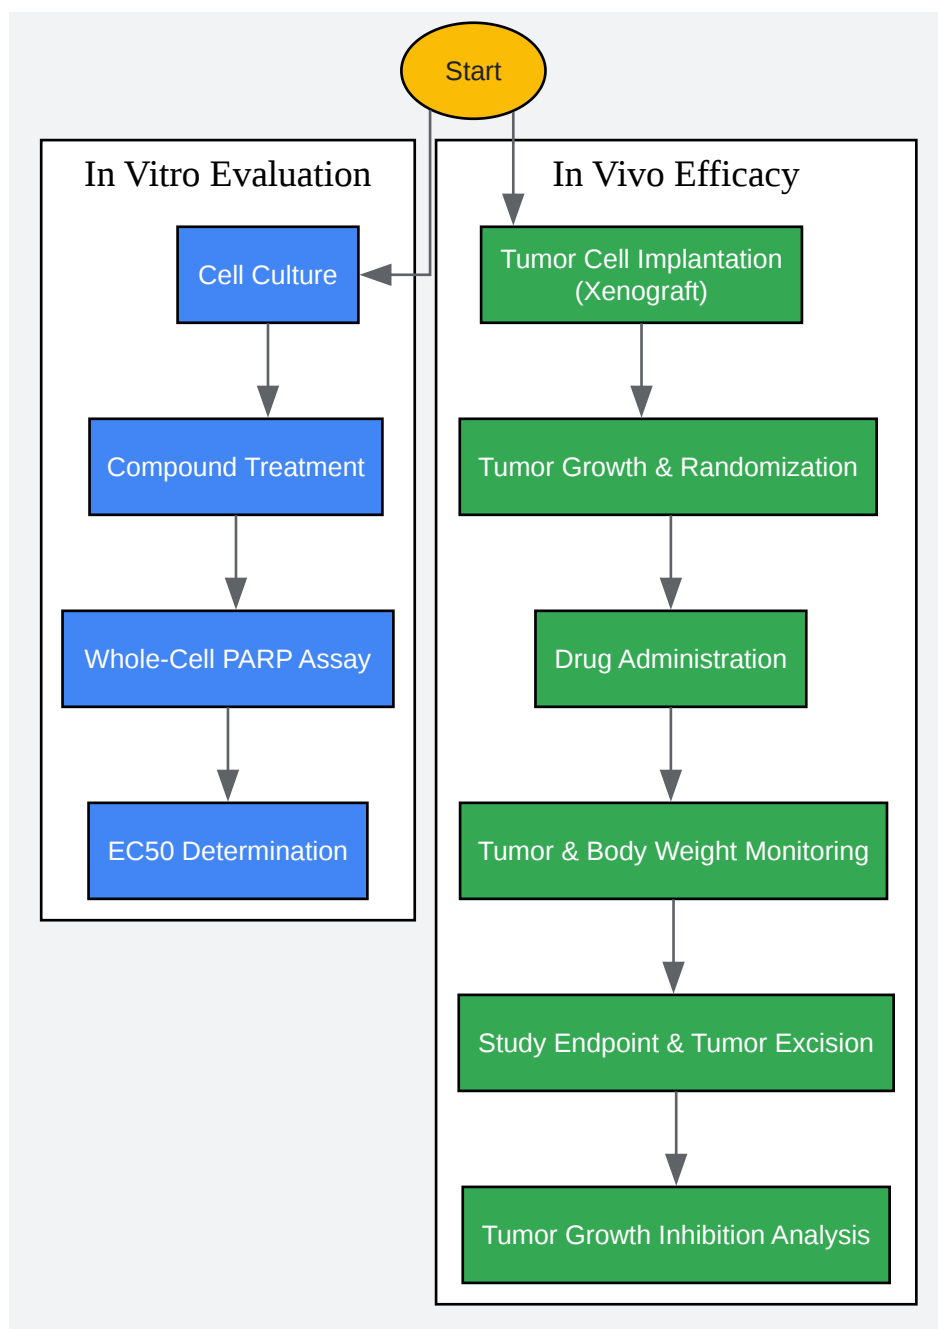 Start
In Vitro Evaluation
Cell Culture
Compound Treatment
Whole-Cell PARP Assay
EC50 Determination
In Vivo Efficacy
Tumor Cell Implantation
(Xenograft)
Tumor Growth & Randomization
Drug Administration
Tumor & Body Weight Monitoring
Study Endpoint & Tumor Excision
Tumor Growth Inhibition Analysis